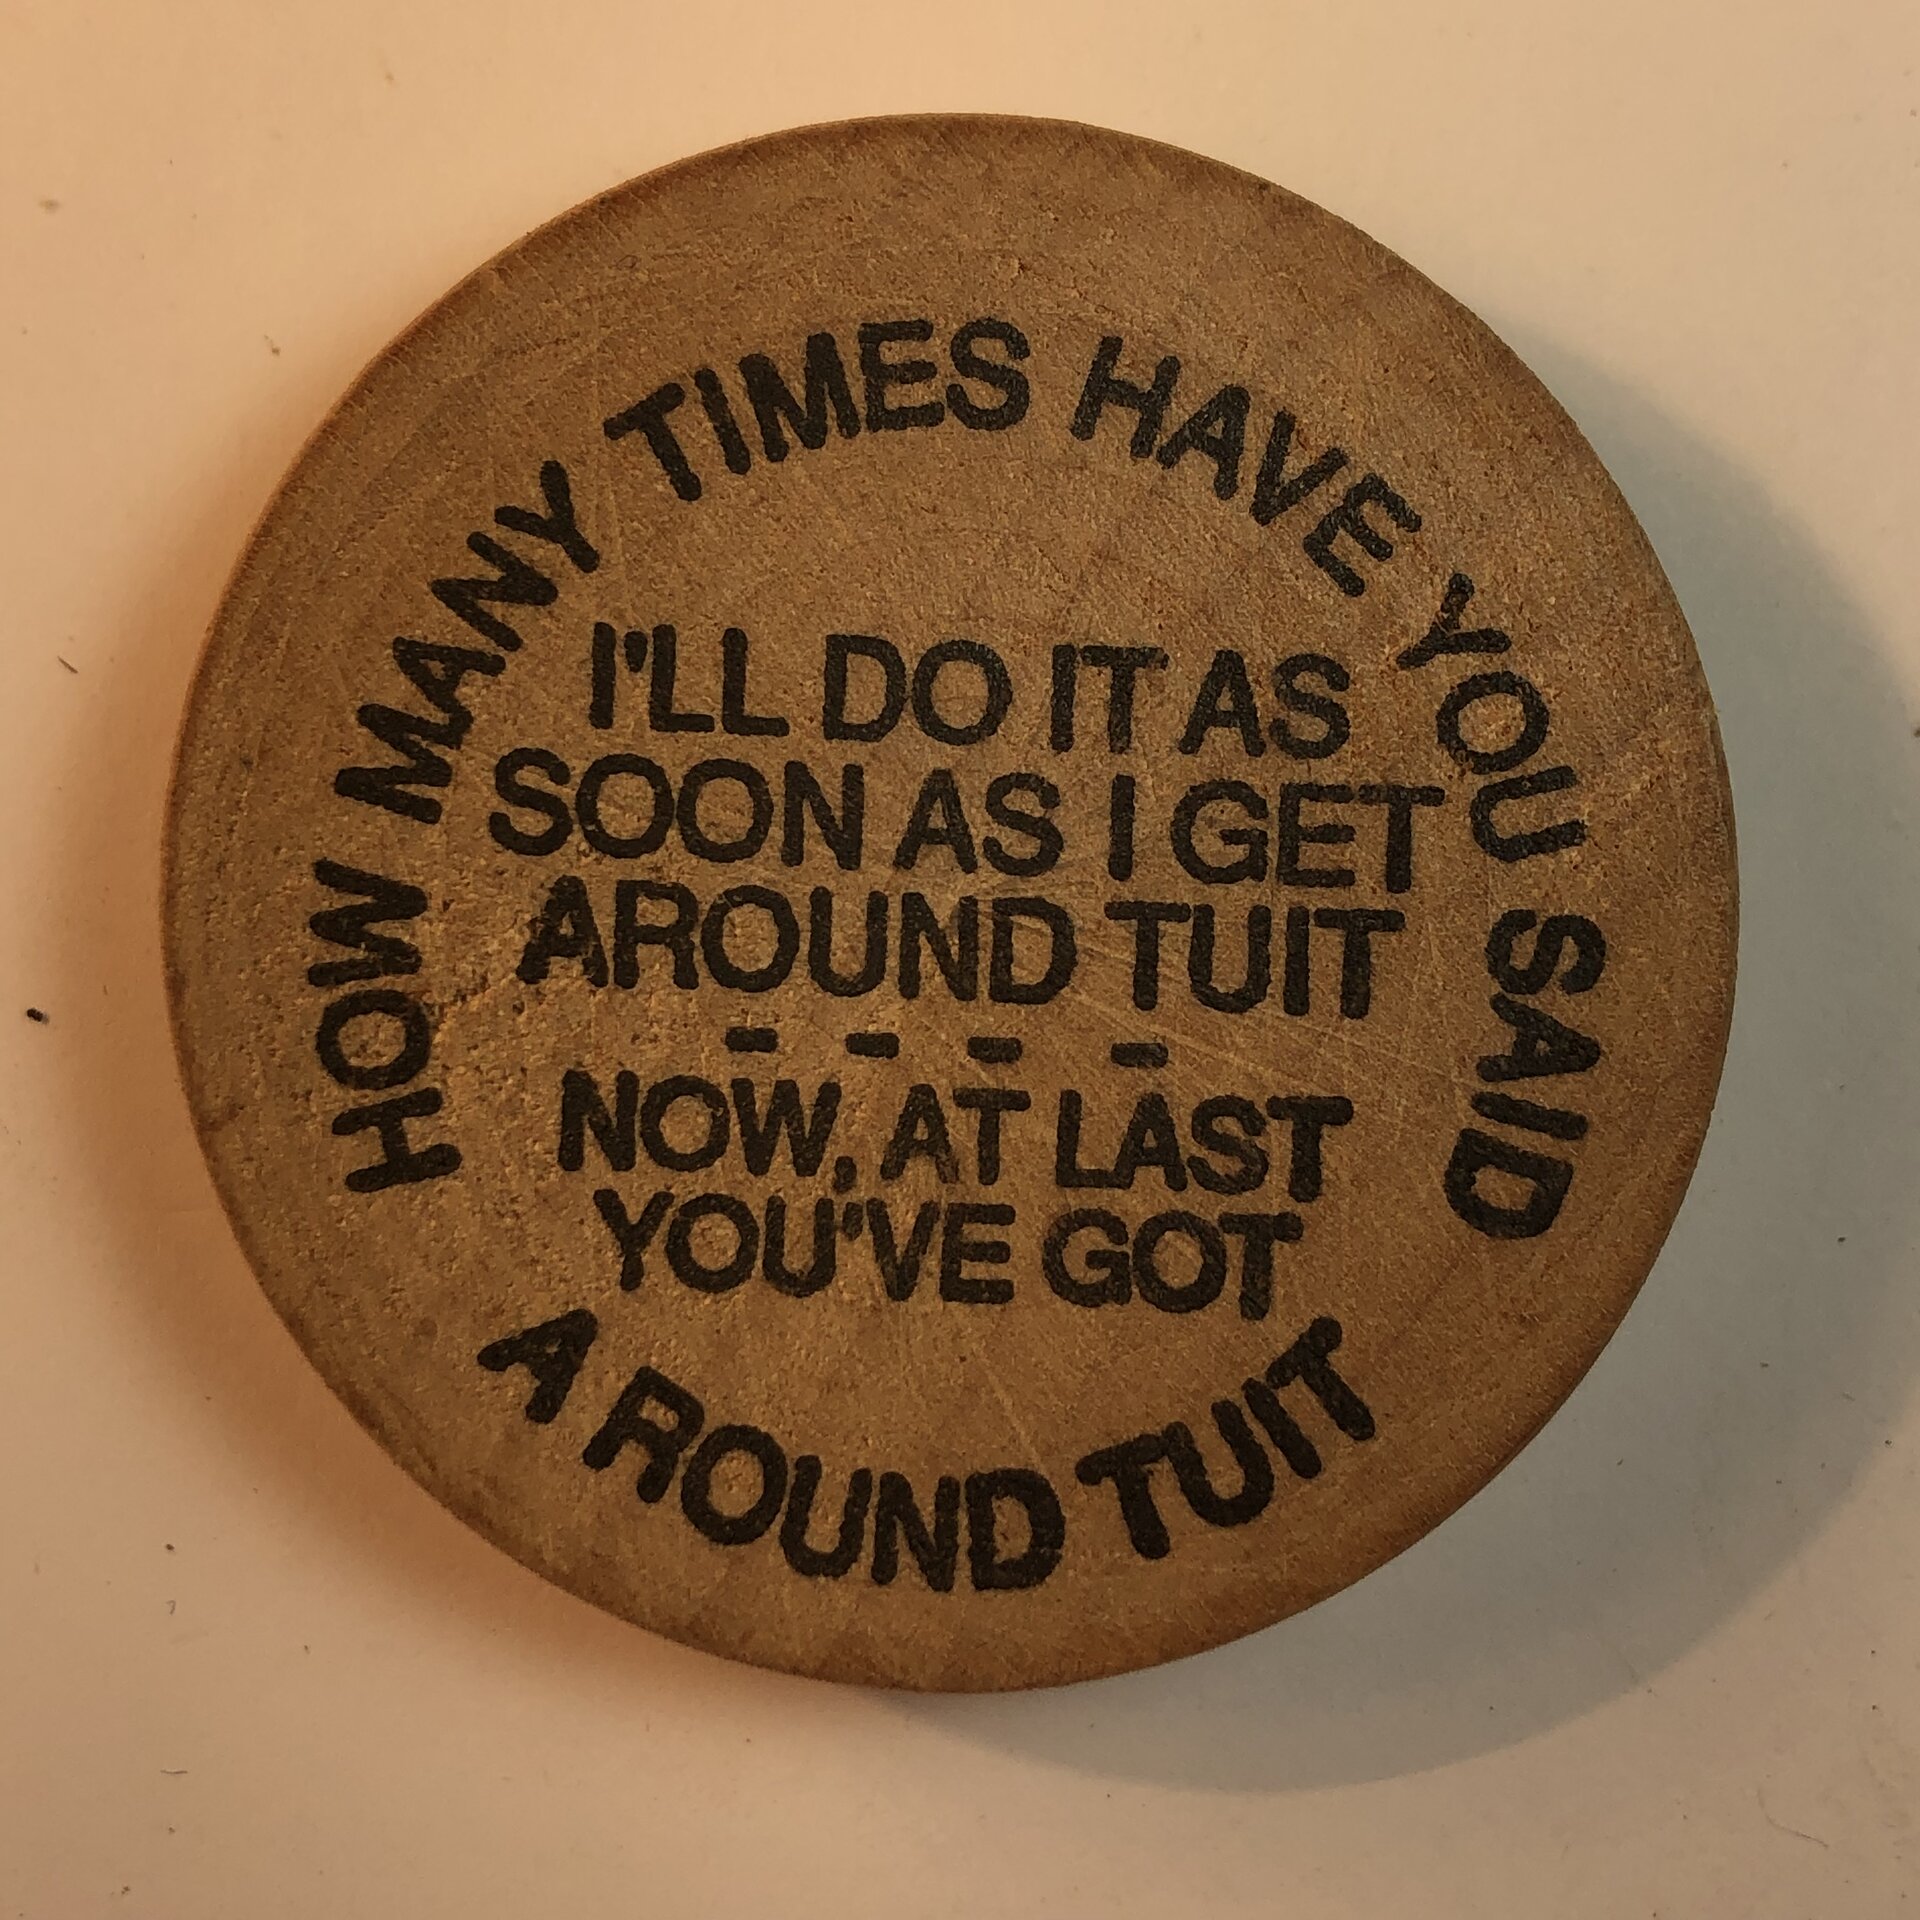 HOW MANY TIMES HAVE YOU SAID
I'LL DO IT AS
SOON AS I GET
AROUND TUIT
- - - -
NOW, AT LAST
YOU'VE GOT
A ROUND TUIT